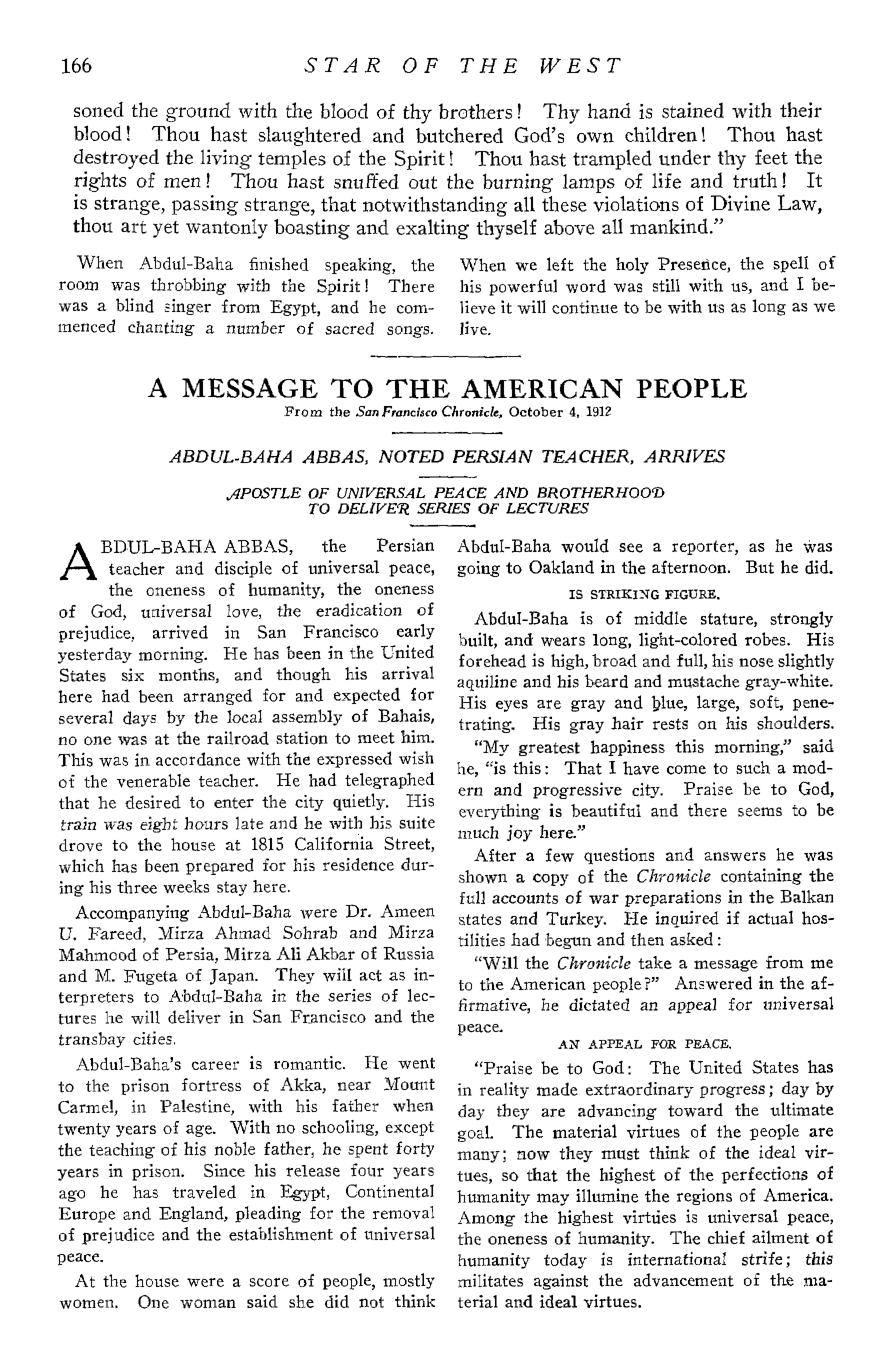 166 STAR OF THE WEST
soned the ground with the blood of thy brothers! Thy hand is stained with their
blood! Thou hast slaughtered and butchered God's own children! Thou hast
destroyed the living temples of the Spirit! Thou hast trampled under thy feet the
rights of men! Thou hast snuffed out the burning lamps of life and truth! It
is strange, passing strange, that notwithstanding all these violations of Divine Law,
thou art yet wantonly boasting and exalting thyself above all mankind."
When Abdul-Baha finished speaking, the
room was throbbing with the Spirit! There
was a blind singer from Egypt, and he com-
menced chanting a number of sacred songs.
When we left the holy Presence, the spell of
his powerful word was still with us, and I be-
lieve it will continue to be with us as long as we
live.
A MESSAGE TO THE AMERICAN PEOPLE
From the San Francisco Chronicle, October 4, 1912
ABDUL-BAHA ABBAS, NOTED PERSIAN TEACHER, ARRIVES
APOSTLE OF UNIVERSAL PEACE AND BROTHERHOOD
TO DELIVER SERIES OF LECTURES
ABDUL-BAHA ABBAS, the Persian
teacher and disciple of universal peace,
the oneness of humanity, the oneness
of God, universal love, the eradication of
prejudice, arrived in San Francisco early
yesterday morning. He has been in the United
States six months, and though his arrival
here had been arranged for and expected for
several days by the local assembly of Bahais,
no one was at the railroad station to meet him.
This was in accordance with the expressed wish
of the venerable teacher. He had telegraphed
that he desired to enter the city quietly. His
train was eight hours late and he with his suite
drove to the house at 1815 California Street,
which has been prepared for his residence dur-
ing his three weeks stay here.
Accompanying Abdul-Baha were Dr. Ameen
U. Fareed, Mirza Ahmad Sohrab and Mirza
Mahmood of Persia, Mirza Ali Akbar of Russia
and M. Fugeta of Japan. They will act as in-
terpreters to Abdul-Baha in the series of lec-
tures he will deliver in San Francisco and the
transbay cities.
Abdul-Baha's career is romantic. He went
to the prison fortress of Akka, near Mount
Carmel, in Palestine, with his father when
twenty years of age. With no schooling, except
the teaching of his noble father, he spent forty
years in prison. Since his release four years
ago he has traveled in Egypt, Continental
Europe and England, pleading for the removal
of prejudice and the establishment of universal
peace.
At the house were a score of people, mostly
women. One woman said she did not think
Abdul-Baha would see a reporter, as he was
going to Oakland in the afternoon. But he did.
IS STRIKING FIGURE.
Abdul-Baha is of middle stature, strongly
built, and wears long, light-colored robes. His
forehead is high, broad and full, his nose slightly
aquiline and his beard and mustache gray-white.
His eyes are gray and blue, large, soft, pene-
trating. His gray hair rests on his shoulders.
"My greatest happiness this morning," said
he, "is this: That I have come to such a mod-
ern and progressive city. Praise be to God,
everything is beautiful and there seems to be
much joy here."
After a few questions and answers he was
shown a copy of the Chronicle containing the
full accounts of war preparations in the Balkan
states and Turkey. He inquired if actual hos-
tilities had begun and then asked:
"Will the Chronicle take a message from me
to the American people?" Answered in the af-
firmative, he dictated an appeal for universal
peace.
AN APPEAL FOR PEACE.
"Praise be to God: The United States has
in reality made extraordinary progress; day by
day they are advancing toward the ultimate
goal. The material virtues of the people are
many; now they must think of the ideal vir-
tues, so that the highest of the perfections of
humanity may illumine the regions of America.
Among the highest virtues is universal peace,
the oneness of humanity. The chief ailment of
humanity today is international strife; this
militates against the advancement of the ma-
terial and ideal virtues.